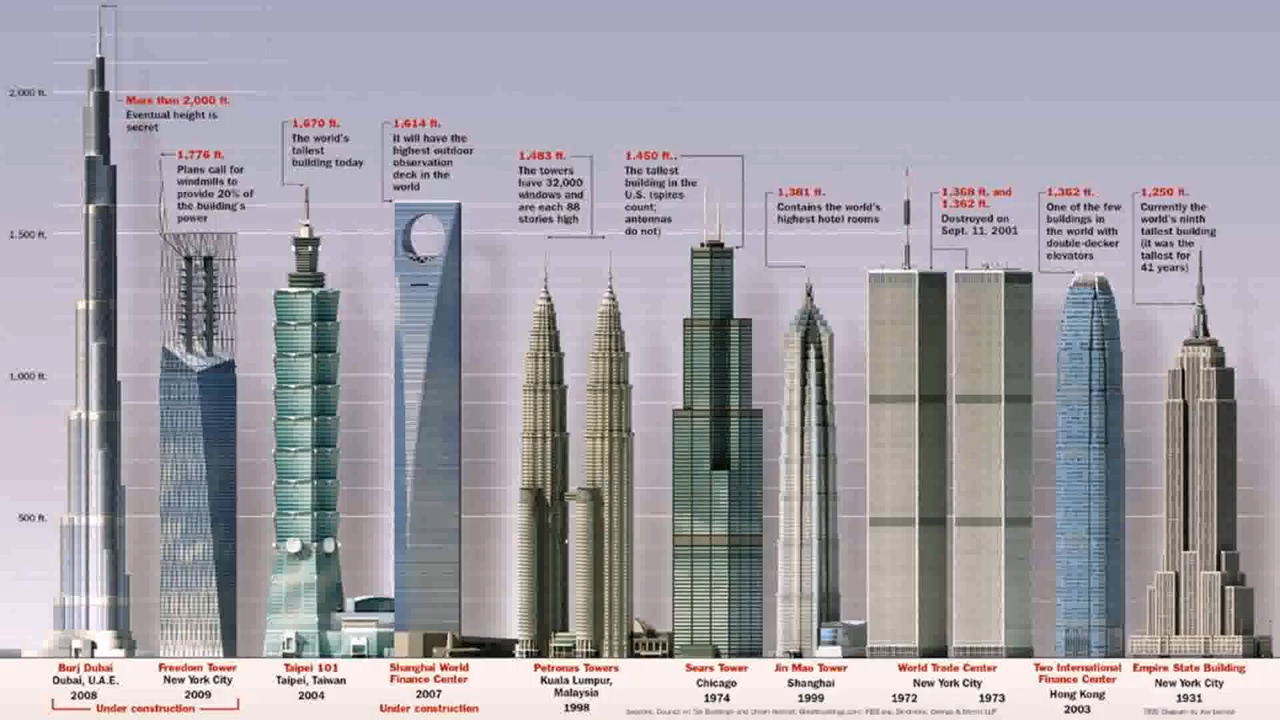 2,000 ft.
1,500 ft.
1,000 ft.
500 ft.
More than 2,000 ft.
Eventual height is
secret
1,776 ft.
Plans call for
windmills to
provide 20% of
the building's
power
1,670 ft.
The world's
tallest
building today
1,614 ft.
It will have the
highest outdoor
observation
deck in the
world
1,483 ft.
The towers
have 32,000
windows and
are each 88
stories high
1,450 ft.
The tallest
building in the
U.S. (spires
count;
antennas
do not)
1,381 ft.
Contains the world's
highest hotel rooms
1,368 ft. and
1,362 ft.
Destroyed on
Sept. 11, 2001
1,362 ft.
One of the few
buildings in
the world with
double-decker
elevators
1,250 ft.
Currently the
world's ninth
tallest building
(it was the
tallest for
41 years)
Burj Dubai
Dubai, U.A.E.
2008
Freedom Tower
New York City
2009
Under construction
Taipei 101
Taipei, Taiwan
2004
Shanghai World
Finance Center
2007
Under construction
Petronas Towers
Kuala Lumpur,
Malaysia
1998
Sears Tower
Chicago
1974
Jin Mao Tower
Shanghai
1999
World Trade Center
New York City
1972 1973
Two International
Finance Center
Hong Kong
2003
Empire State Building
New York City
1931